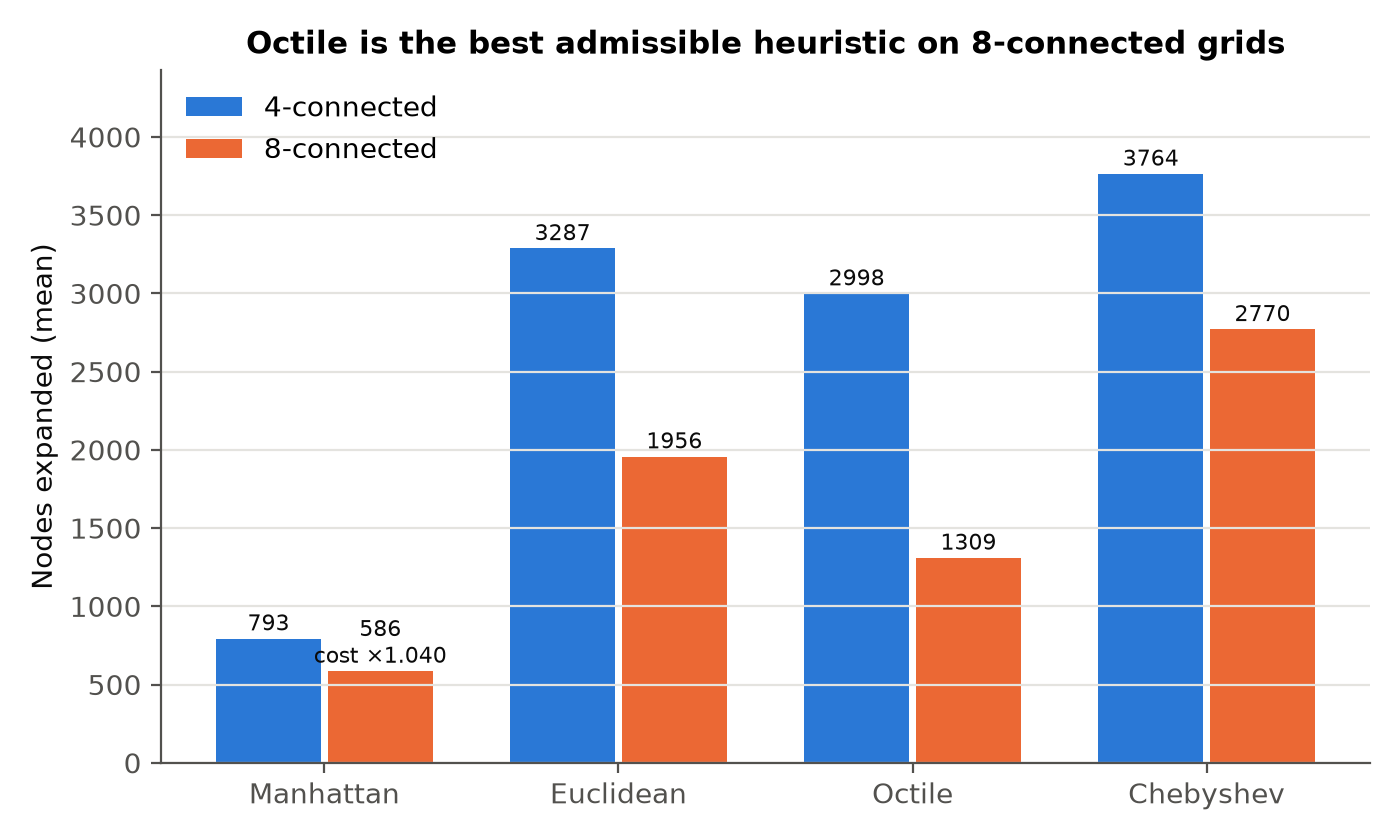 Octile is the best admissible heuristic on 8-connected grids
4-connected
8-connected
Nodes expanded (mean)
4000
3500
3000
2500
2000
1500
1000
500
0
793
586
cost ×1.040
3287
1956
2998
1309
3764
2770
Manhattan
Euclidean
Octile
Chebyshev